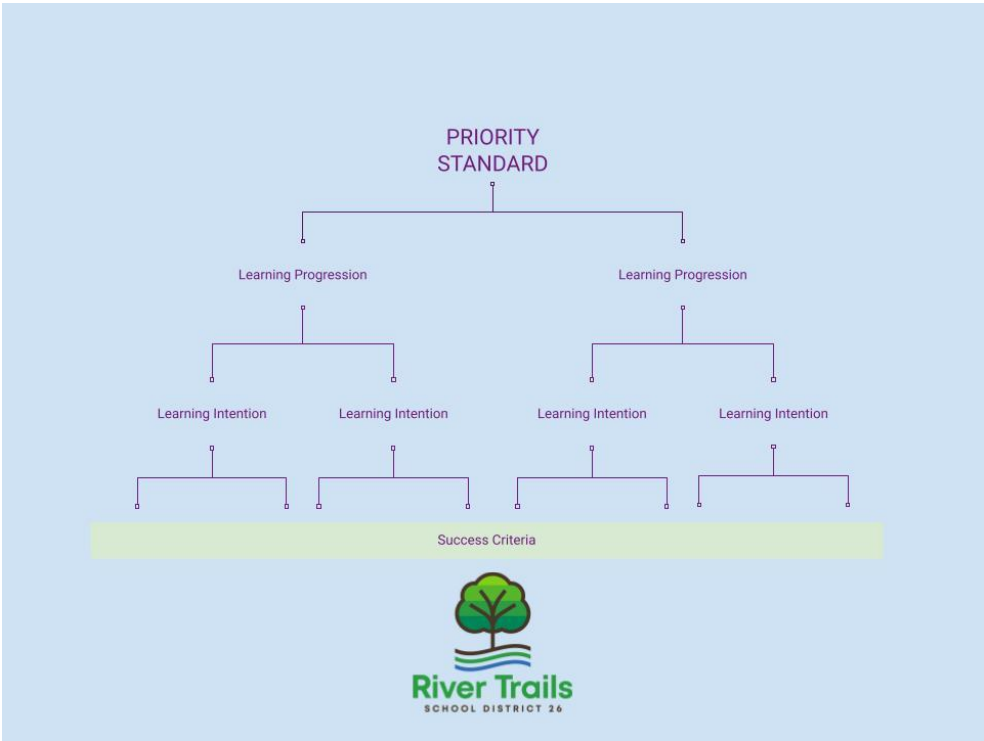 PRIORITY
STANDARD
Learning Progression
Learning Progression
Learning Intention
Learning Intention
Learning Intention
Learning Intention
Success Criteria
River Trails
SCHOOL DISTRICT 26